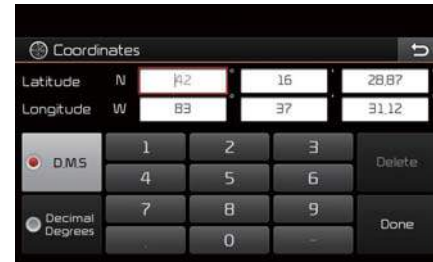 Coordinates
Latitude N 42 ° 16 ' 28.87
Longitude W 83 ° 37 ' 31.12
1 2 3
D.M.S
Delete
4 5 6
7 8 9
Decimal
Degrees
Done
. 0 -